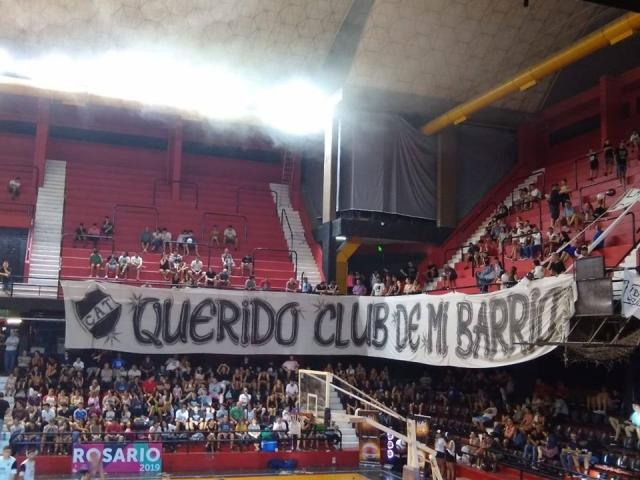 CAT QUERIDO CLUB DE MI BARRIO
ROSARIO
2019